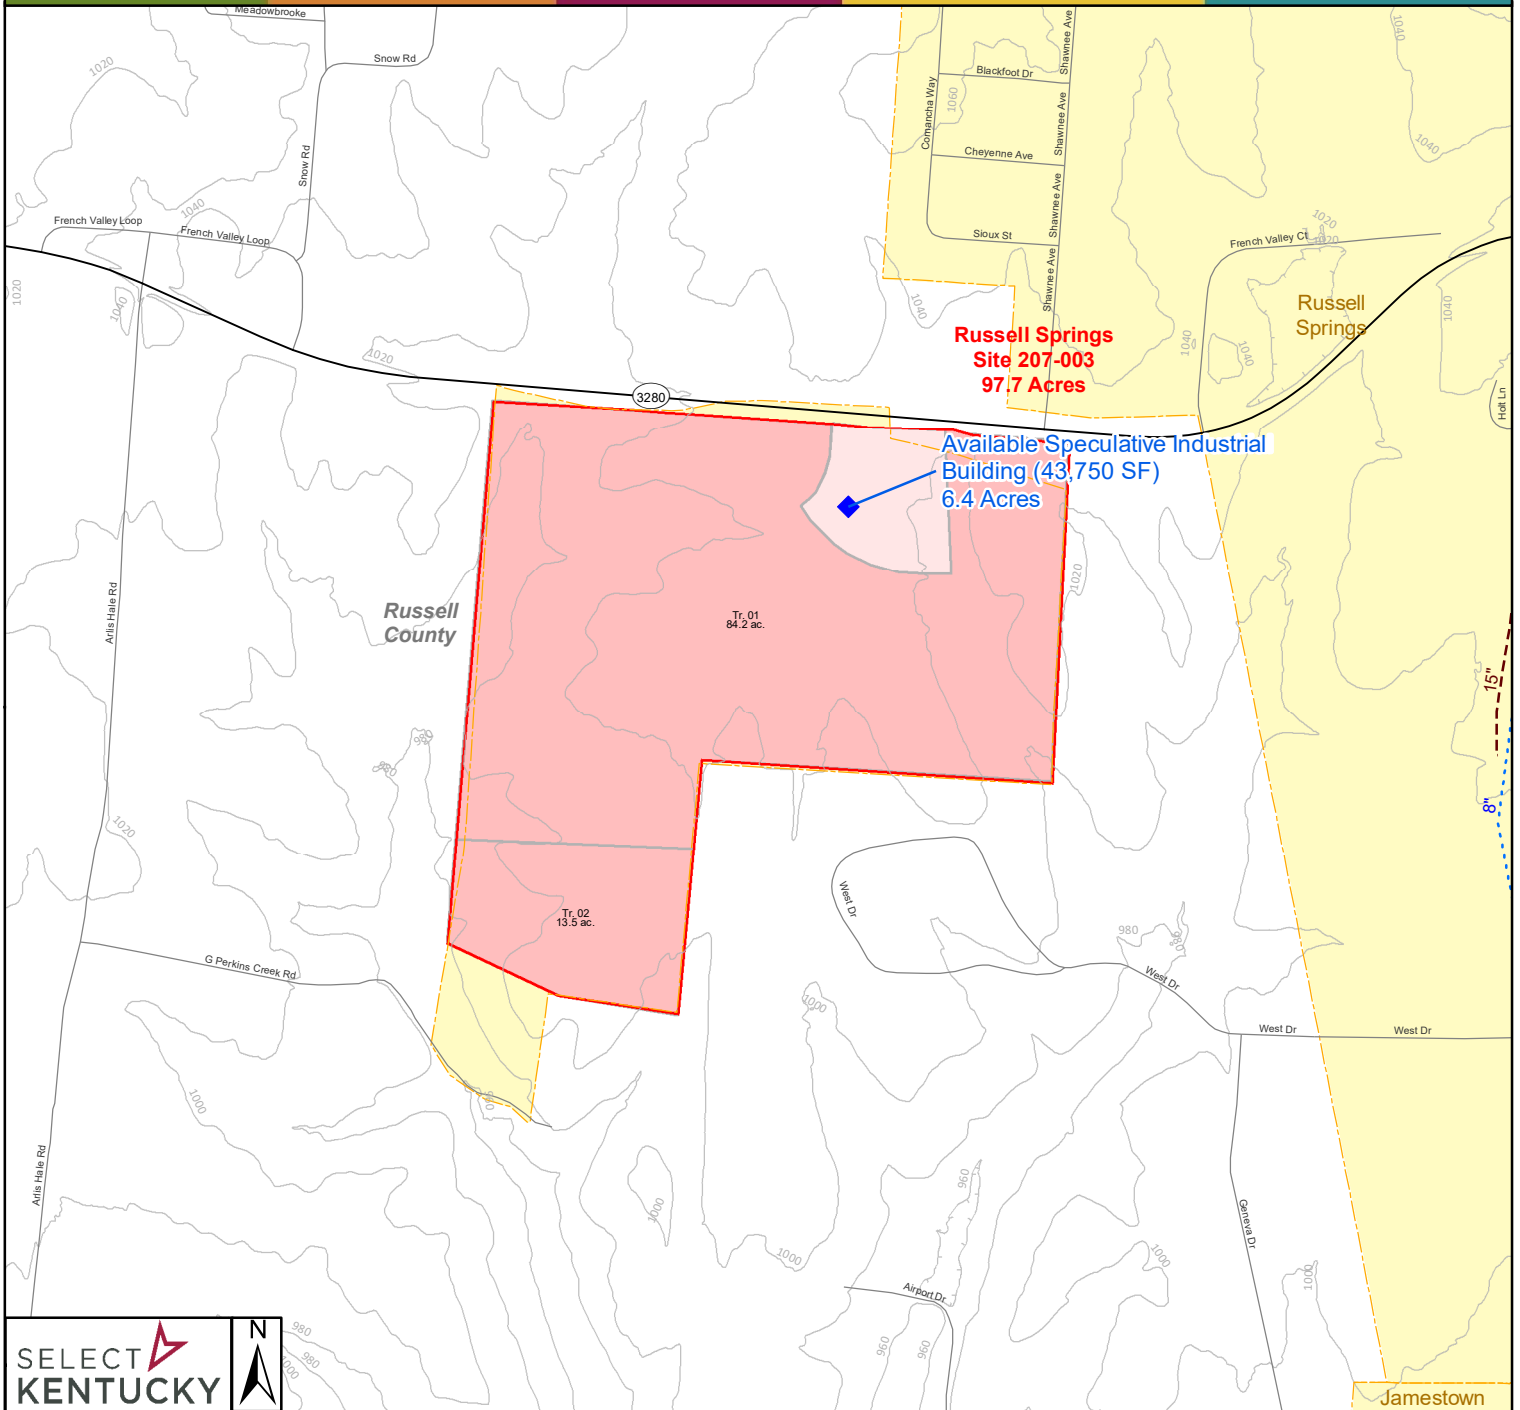 Meadowbrooke
Snow Rd
Snow Rd
1020
1040
French Valley Loop
French Valley Loop
1020
1040
1020
Comancha Way
1060
Blackfoot Dr
Cheyenne Ave
Sioux St
Shawnee Ave
Shawnee Ave
Shawnee Ave
Shawnee Ave
1040
1040
1040
1020
1020
French Valley Ct
Russell
Springs
1040
1040
1040
Holt Ln
Russell Springs
Site 207-003
97.7 Acres
3280
Available Speculative Industrial
Building (43,750 SF)
6.4 Acres
Russell
County
Arlis Hale Rd
Tr. 01
84.2 ac.
1020
15"
8"
980
980
1020
West Dr
Tr. 02
13.5 ac.
980
980
G Perkins Creek Rd
West Dr
1000
West Dr
West Dr
1000
Arlis Hale Rd
960
1000
1000
Geneva Dr
1000
1000
Airport Dr
960
960
980
980
1000
N
SELECT
KENTUCKY
Jamestown